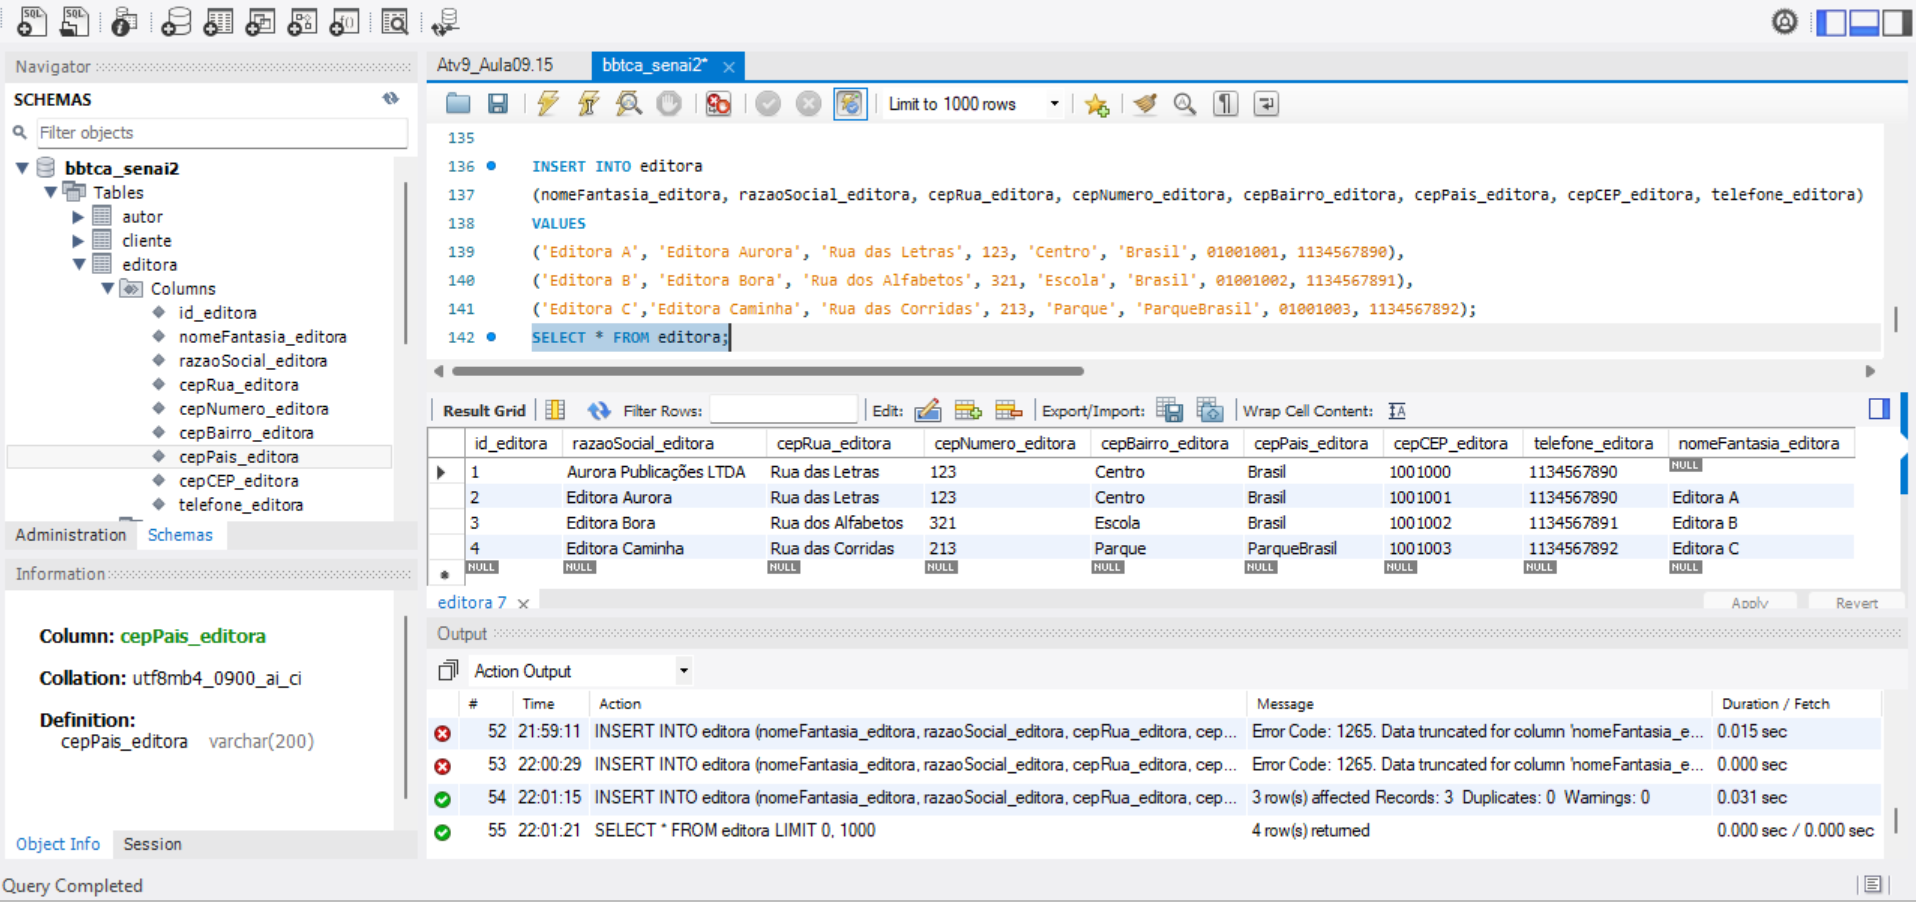 Navigator
SCHEMAS
Filter objects
bbtca_senai2
Tables
autor
cliente
editora
Columns
id_editora
nomeFantasia_editora
razaoSocial_editora
cepRua_editora
cepNumero_editora
cepBairro_editora
cepPais_editora
cepCEP_editora
telefone_editora
Administration Schemas
Information
Column: cepPais_editora
Collation: utf8mb4_0900_ai_ci
Definition:
cepPais_editora varchar(200)
Object Info Session
Query Completed
Atv9_Aula09.15 bbtca_senai2*
Limit to 1000 rows
135
136 INSERT INTO editora
137 (nomeFantasia_editora, razaoSocial_editora, cepRua_editora, cepNumero_editora, cepBairro_editora, cepPais_editora, cepCEP_editora, telefone_editora)
138 VALUES
139 ('Editora A', 'Editora Aurora', 'Rua das Letras', 123, 'Centro', 'Brasil', 01001001, 1134567890),
140 ('Editora B', 'Editora Bora', 'Rua dos Alfabetos', 321, 'Escola', 'Brasil', 01001002, 1134567891),
141 ('Editora C','Editora Caminha', 'Rua das Corridas', 213, 'Parque', 'ParqueBrasil', 01001003, 1134567892);
142 SELECT * FROM editora;
Result Grid Filter Rows: Edit: Export/Import: Wrap Cell Content:
id_editora razaoSocial_editora cepRua_editora cepNumero_editora cepBairro_editora cepPais_editora cepCEP_editora telefone_editora nomeFantasia_editora
1 Aurora Publicações LTDA Rua das Letras 123 Centro Brasil 1001000 1134567890 NULL
2 Editora Aurora Rua das Letras 123 Centro Brasil 1001001 1134567890 Editora A
3 Editora Bora Rua dos Alfabetos 321 Escola Brasil 1001002 1134567891 Editora B
4 Editora Caminha Rua das Corridas 213 Parque ParqueBrasil 1001003 1134567892 Editora C
NULL NULL NULL NULL NULL NULL NULL NULL NULL
editora 7 Apply Revert
Output
Action Output
# Time Action Message Duration / Fetch
52 21:59:11 INSERT INTO editora (nomeFantasia_editora, razaoSocial_editora, cepRua_editora, cep... Error Code: 1265. Data truncated for column 'nomeFantasia_e... 0.015 sec
53 22:00:29 INSERT INTO editora (nomeFantasia_editora, razaoSocial_editora, cepRua_editora, cep... Error Code: 1265. Data truncated for column 'nomeFantasia_e... 0.000 sec
54 22:01:15 INSERT INTO editora (nomeFantasia_editora, razaoSocial_editora, cepRua_editora, cep... 3 row(s) affected Records: 3 Duplicates: 0 Warnings: 0 0.031 sec
55 22:01:21 SELECT * FROM editora LIMIT 0, 1000 4 row(s) returned 0.000 sec / 0.000 sec